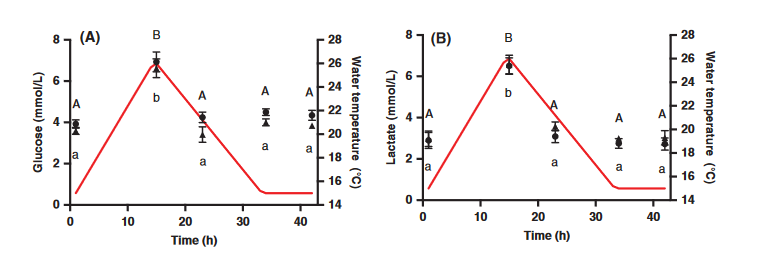 (A)
Glucose (mmol/L)
8
6
4
2
0
28
26
24
22
20
18
16
14
Water temperature (°C)
B
A
A
A
A
b
a
a
a
a
0
10
20
30
40
Time (h)
(B)
Lactate (mmol/L)
8
6
4
2
0
28
26
24
22
20
18
16
14
Water temperature (°C)
B
A
A
A
A
b
a
a
a
a
0
10
20
30
40
Time (h)